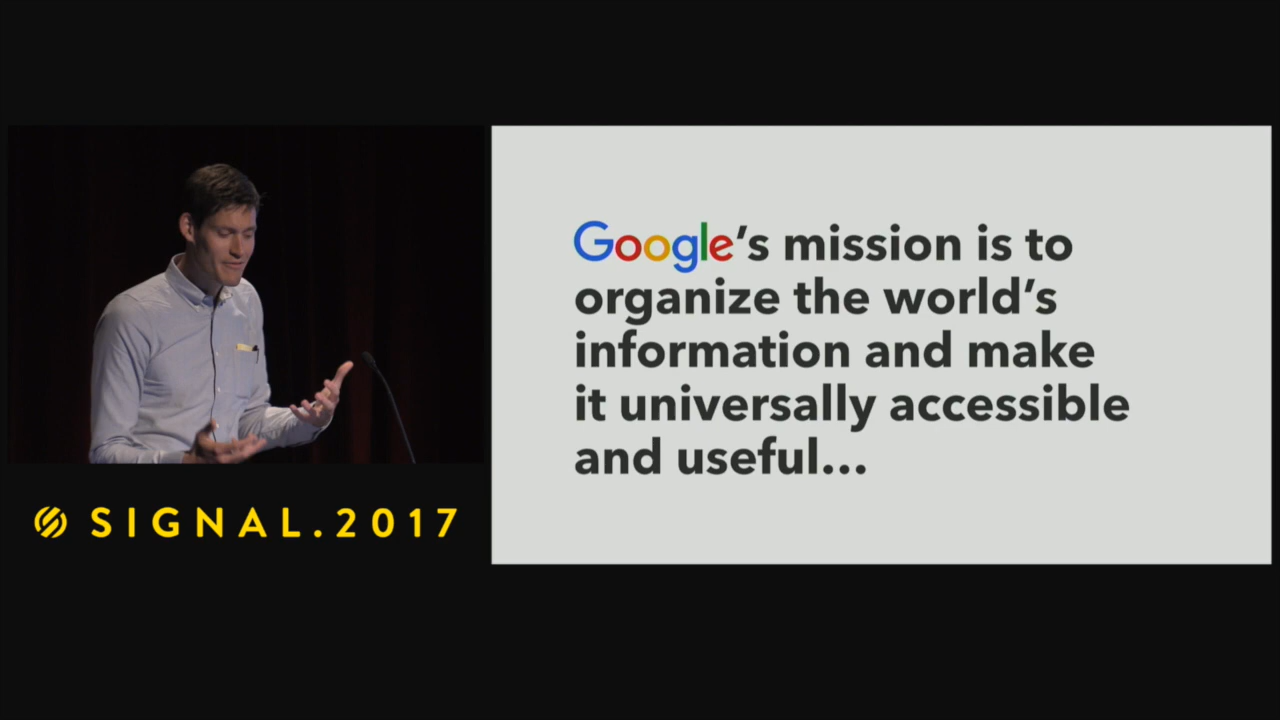 Google’s mission is to
organize the world’s
information and make
it universally accessible
and useful...
SIGNAL.2017